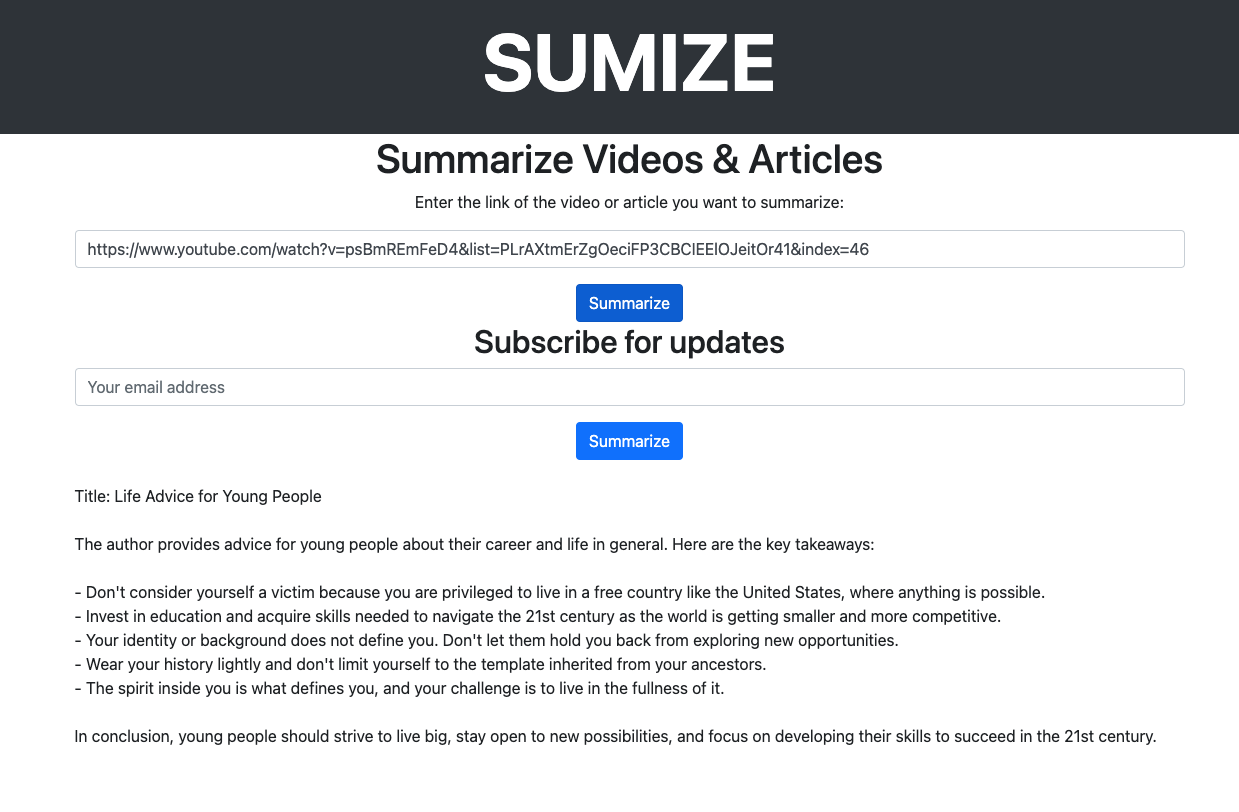 SUMIZE
Summarize Videos & Articles
Enter the link of the video or article you want to summarize:
https://www.youtube.com/watch?v=psBmREmFeD4&list=PLrAXtmErZgOeciFP3CBCIEElOJeitOr41&index=46
Summarize
Subscribe for updates
Your email address
Summarize
Title: Life Advice for Young People
The author provides advice for young people about their career and life in general. Here are the key takeaways:
- Don't consider yourself a victim because you are privileged to live in a free country like the United States, where anything is possible.
- Invest in education and acquire skills needed to navigate the 21st century as the world is getting smaller and more competitive.
- Your identity or background does not define you. Don't let them hold you back from exploring new opportunities.
- Wear your history lightly and don't limit yourself to the template inherited from your ancestors.
- The spirit inside you is what defines you, and your challenge is to live in the fullness of it.
In conclusion, young people should strive to live big, stay open to new possibilities, and focus on developing their skills to succeed in the 21st century.